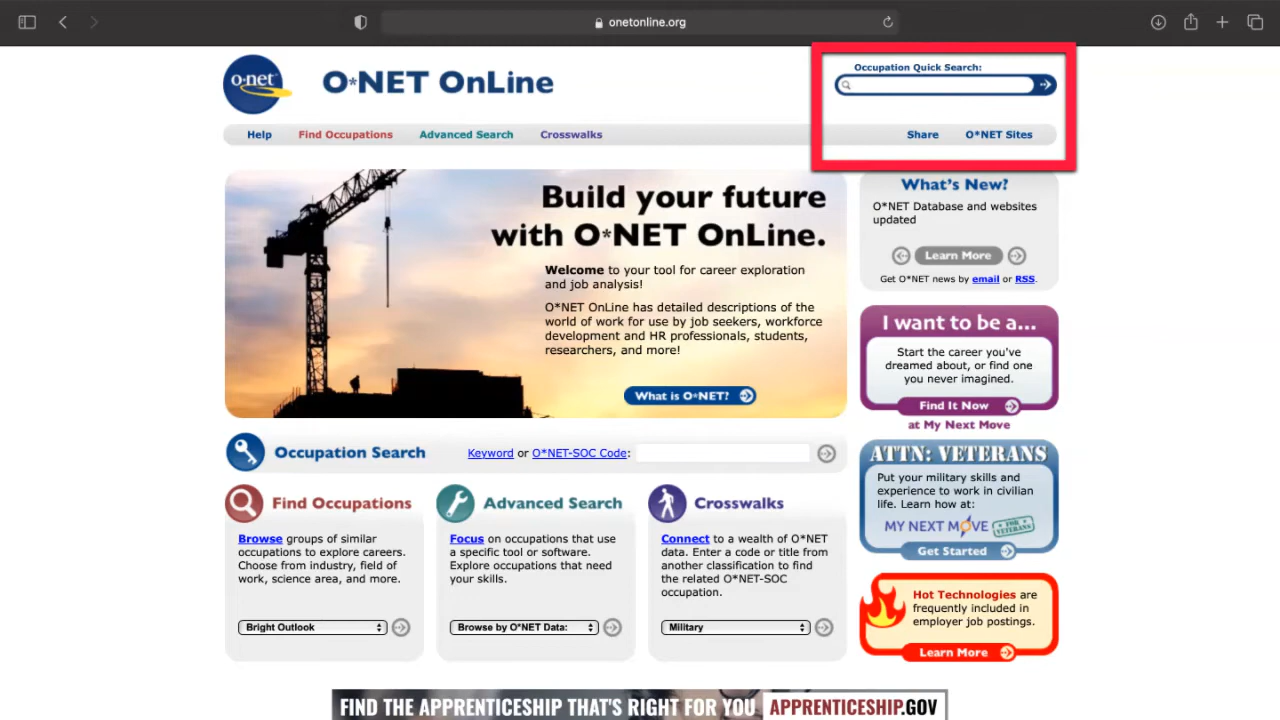 onetonline.org
o·net
O*NET OnLine
Occupation Quick Search:
Help Find Occupations Advanced Search Crosswalks Share O*NET Sites
Build your future
with O*NET OnLine.
Welcome to your tool for career exploration
and job analysis!
O*NET OnLine has detailed descriptions of the
world of work for use by job seekers, workforce
development and HR professionals, students,
researchers, and more!
What is O*NET?
What's New?
O*NET Database and websites
updated
Learn More
Get O*NET news by email or RSS.
I want to be a...
Start the career you've
dreamed about, or find one
you never imagined.
Find It Now
at My Next Move
Occupation Search Keyword or O*NET-SOC Code:
ATTN: VETERANS
Put your military skills and
experience to work in civilian
life. Learn how at:
MY NEXT MOVE FOR VETERANS
Get Started
Find Occupations
Browse groups of similar
occupations to explore careers.
Choose from industry, field of
work, science area, and more.
Bright Outlook
Advanced Search
Focus on occupations that use
a specific tool or software.
Explore occupations that need
your skills.
Browse by O*NET Data:
Crosswalks
Connect to a wealth of O*NET
data. Enter a code or title from
another classification to find
the related O*NET-SOC
occupation.
Military
Hot Technologies are
frequently included in
employer job postings.
Learn More
FIND THE APPRENTICESHIP THAT'S RIGHT FOR YOU APPRENTICESHIP.GOV